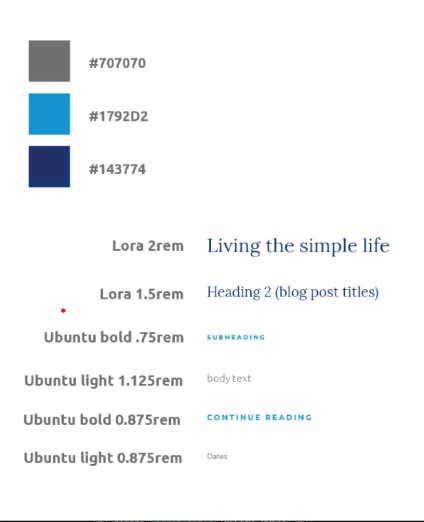 #707070
#1792D2
#143774
Lora 2rem Living the simple life
Lora 1.5rem Heading 2 (blog post titles)
Ubuntu bold .75rem SUBHEADING
Ubuntu light 1.125rem body text
Ubuntu bold 0.875rem CONTINUE READING
Ubuntu light 0.875rem Dates